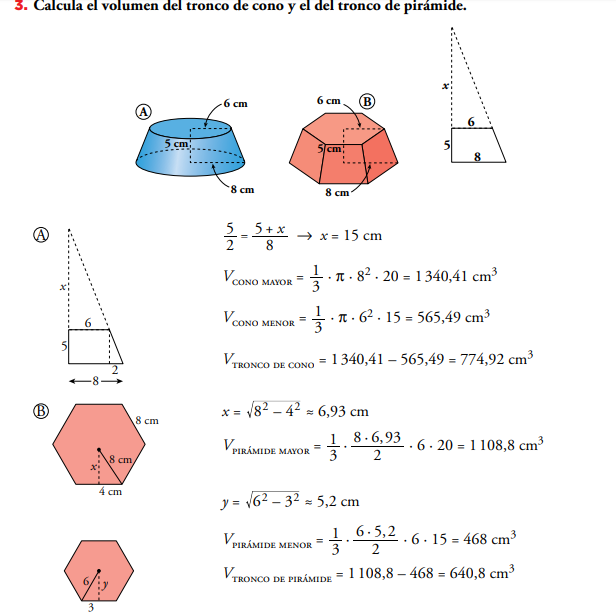 3. Calcula el volumen del tronco de cono y el del tronco de pirámide.
A 6 cm 5 cm 8 cm
6 cm B 5 cm 8 cm
x 6 5 8
A
x 6 5 2 8
5/2 = (5 + x)/8 → x = 15 cm
V_CONO MAYOR = 1/3 · π · 8² · 20 = 1 340,41 cm³
V_CONO MENOR = 1/3 · π · 6² · 15 = 565,49 cm³
V_TRONCO DE CONO = 1 340,41 – 565,49 = 774,92 cm³
B
8 cm
8 cm
x
4 cm
x = √(8² – 4²) ≈ 6,93 cm
V_PIRÁMIDE MAYOR = 1/3 · (8 · 6,93)/2 · 6 · 20 = 1 108,8 cm³
6 y
3
y = √(6² – 3²) ≈ 5,2 cm
V_PIRÁMIDE MENOR = 1/3 · (6 · 5,2)/2 · 6 · 15 = 468 cm³
V_TRONCO DE PIRÁMIDE = 1 108,8 – 468 = 640,8 cm³